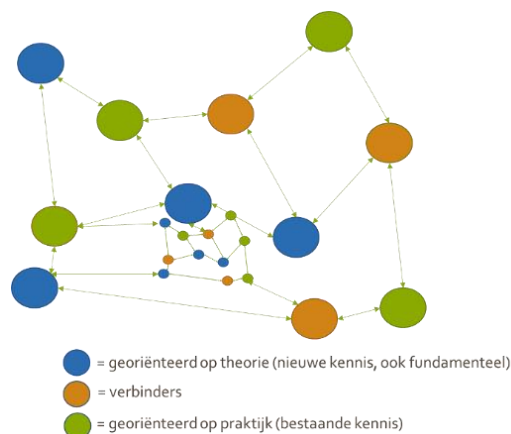 = georiënteerd op theorie (nieuwe kennis, ook fundamenteel)
= verbinders
= georiënteerd op praktijk (bestaande kennis)